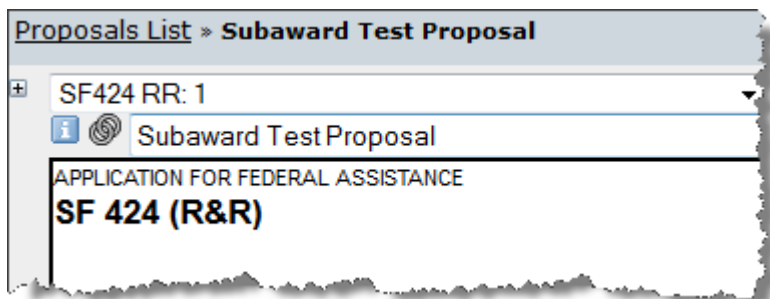 Proposals List » Subaward Test Proposal
SF424 RR: 1
Subaward Test Proposal
APPLICATION FOR FEDERAL ASSISTANCE
SF 424 (R&R)